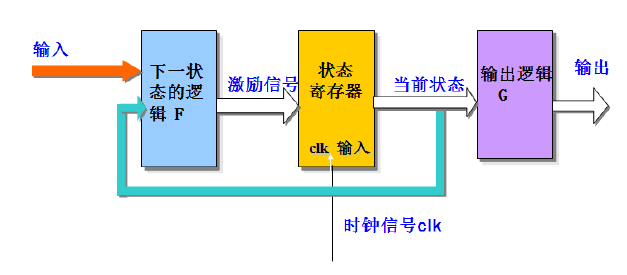 输入
下一状
态的逻
辑 F
激励信号
状态
寄存器
clk 输入
当前状态
输出逻辑
G
输出
时钟信号clk